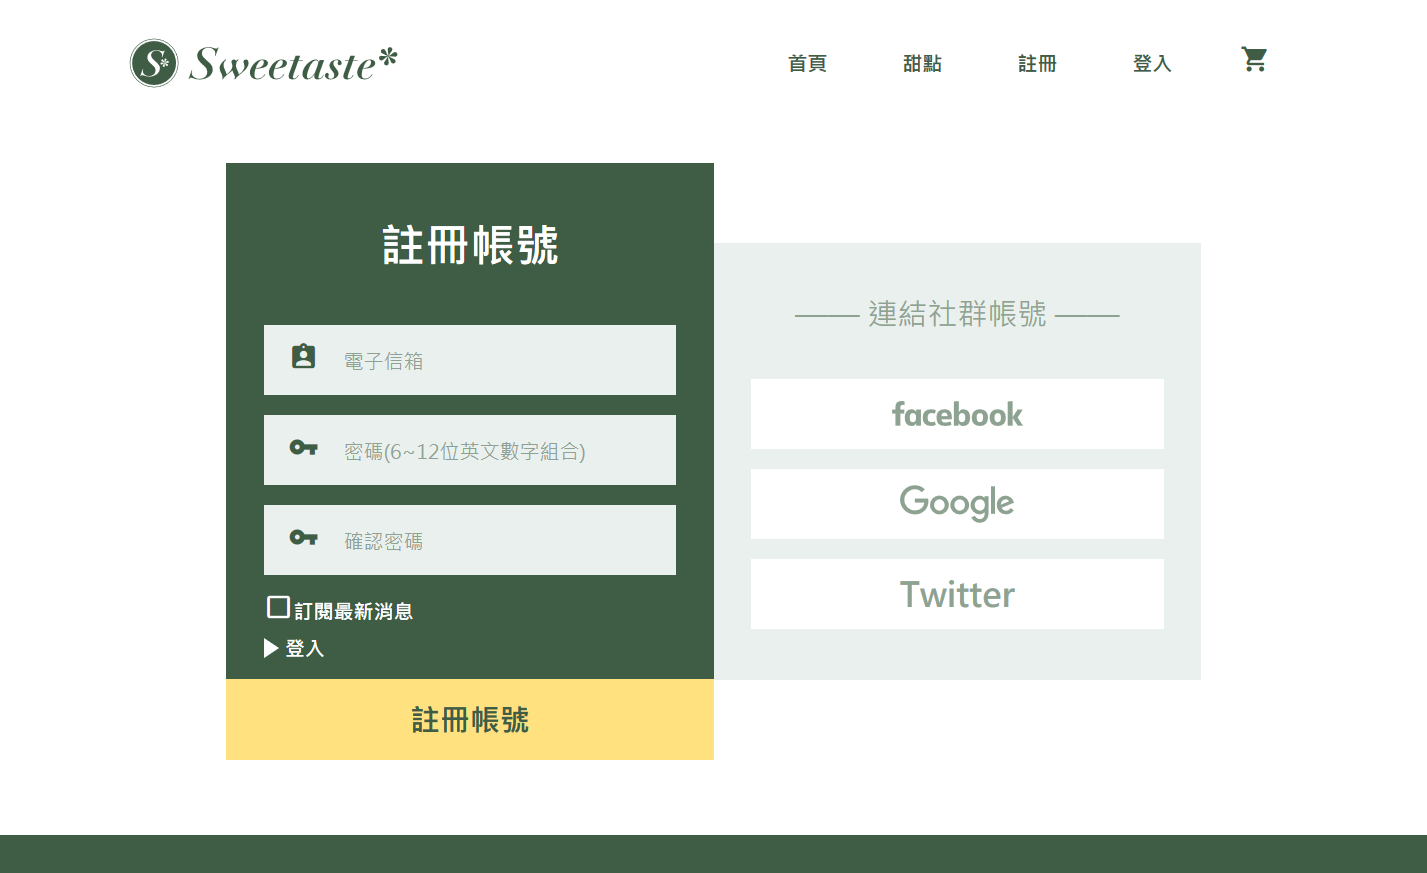 S* Sweetaste*
首頁 甜點 註冊 登入
註冊帳號
電子信箱
密碼(6~12位英文數字組合)
確認密碼
訂閱最新消息
登入
註冊帳號
連結社群帳號
facebook
Google
Twitter